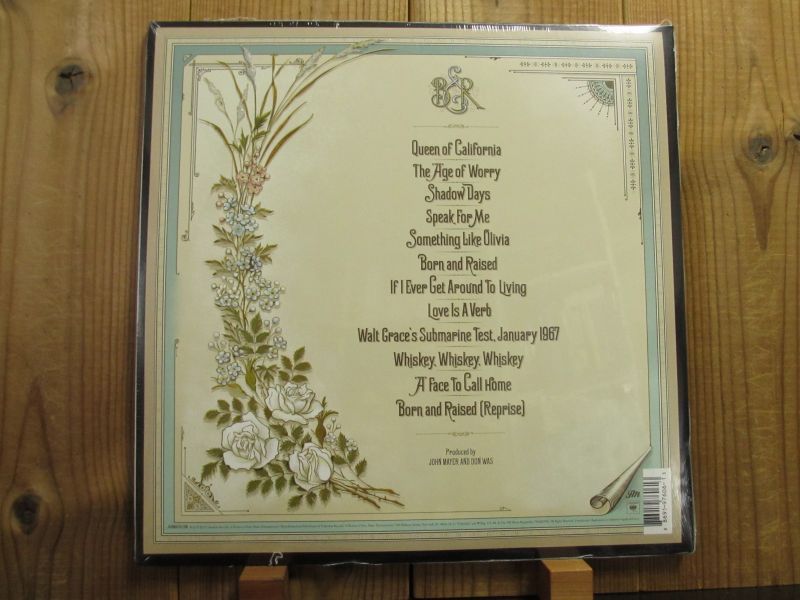 B&R
Queen of California
The Age of Worry
Shadow Days
Speak For Me
Something Like Olivia
Born and Raised
If I Ever Get Around To Living
Love Is A Verb
Walt Grace's Submarine Test, January 1967
Whiskey, Whiskey, Whiskey
A Face To Call Home
Born and Raised (Reprise)
Produced by
JOHN MAYER AND DON WAS